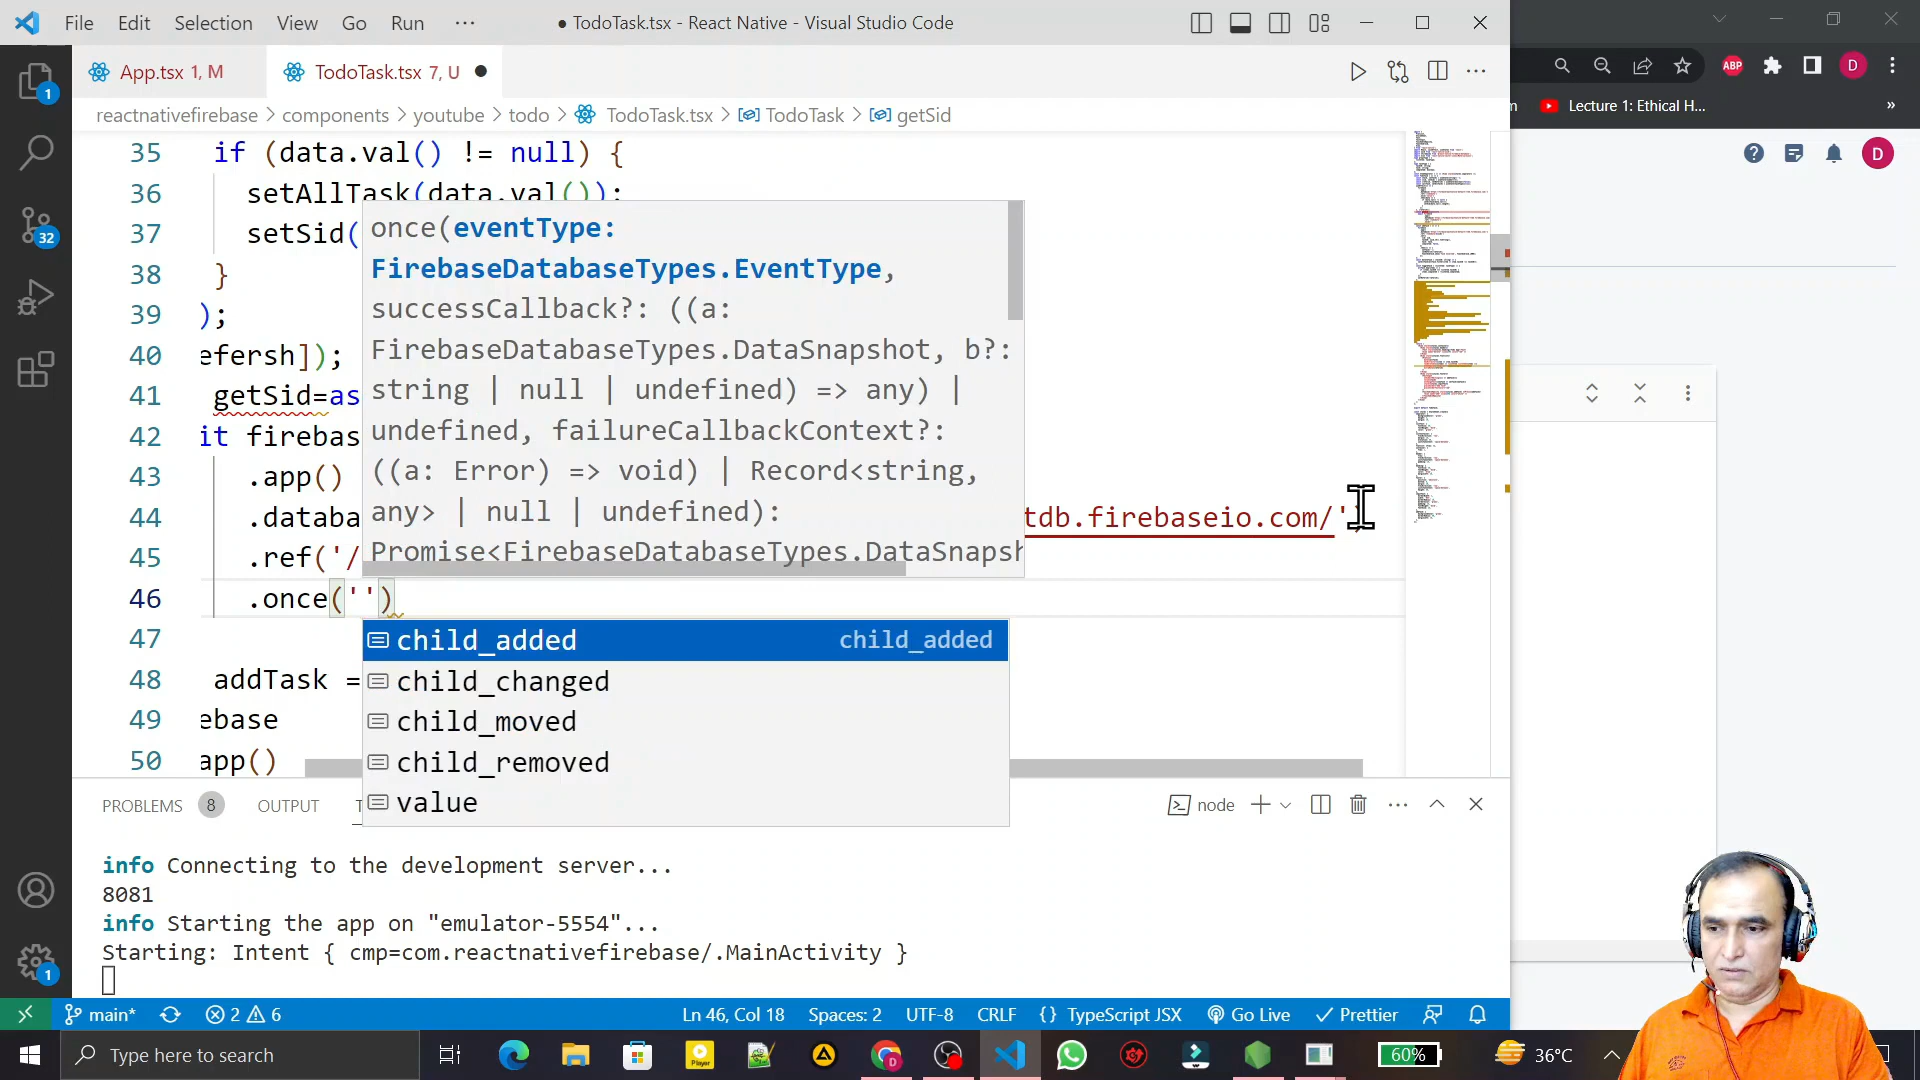 File Edit Selection View Go Run ··· ● TodoTask.tsx - React Native - Visual Studio Code
App.tsx 1, M
TodoTask.tsx 7, U ●
ABP
D
Lecture 1: Ethical H...
»
reactnativefirebase > components > youtube > todo > TodoTask.tsx > TodoTask > getSid
D
35 if (data.val() != null) {
36 setAllTask(data.val());
37 setSid(
38 }
39 );
40 efersh]);
41 getSid=as
42 it firebas
43 .app()
44 .databa tdb.firebaseio.com/'
45 .ref('/
46 .once('')
47
48 addTask =
49 ebase
50 app()
once(eventType:
FirebaseDatabaseTypes.EventType,
successCallback?: ((a:
FirebaseDatabaseTypes.DataSnapshot, b?:
string | null | undefined) => any) |
undefined, failureCallbackContext?:
((a: Error) => void) | Record<string,
any> | null | undefined):
Promise<FirebaseDatabaseTypes.DataSnapsh
child_added child_added
child_changed
child_moved
child_removed
value
PROBLEMS 8 OUTPUT T
node
info Connecting to the development server...
8081
info Starting the app on "emulator-5554"...
Starting: Intent { cmp=com.reactnativefirebase/.MainActivity }
1
32
1
main* 2 6 Ln 46, Col 18 Spaces: 2 UTF-8 CRLF {} TypeScript JSX Go Live Prettier
Type here to search
Player
60%
36°C